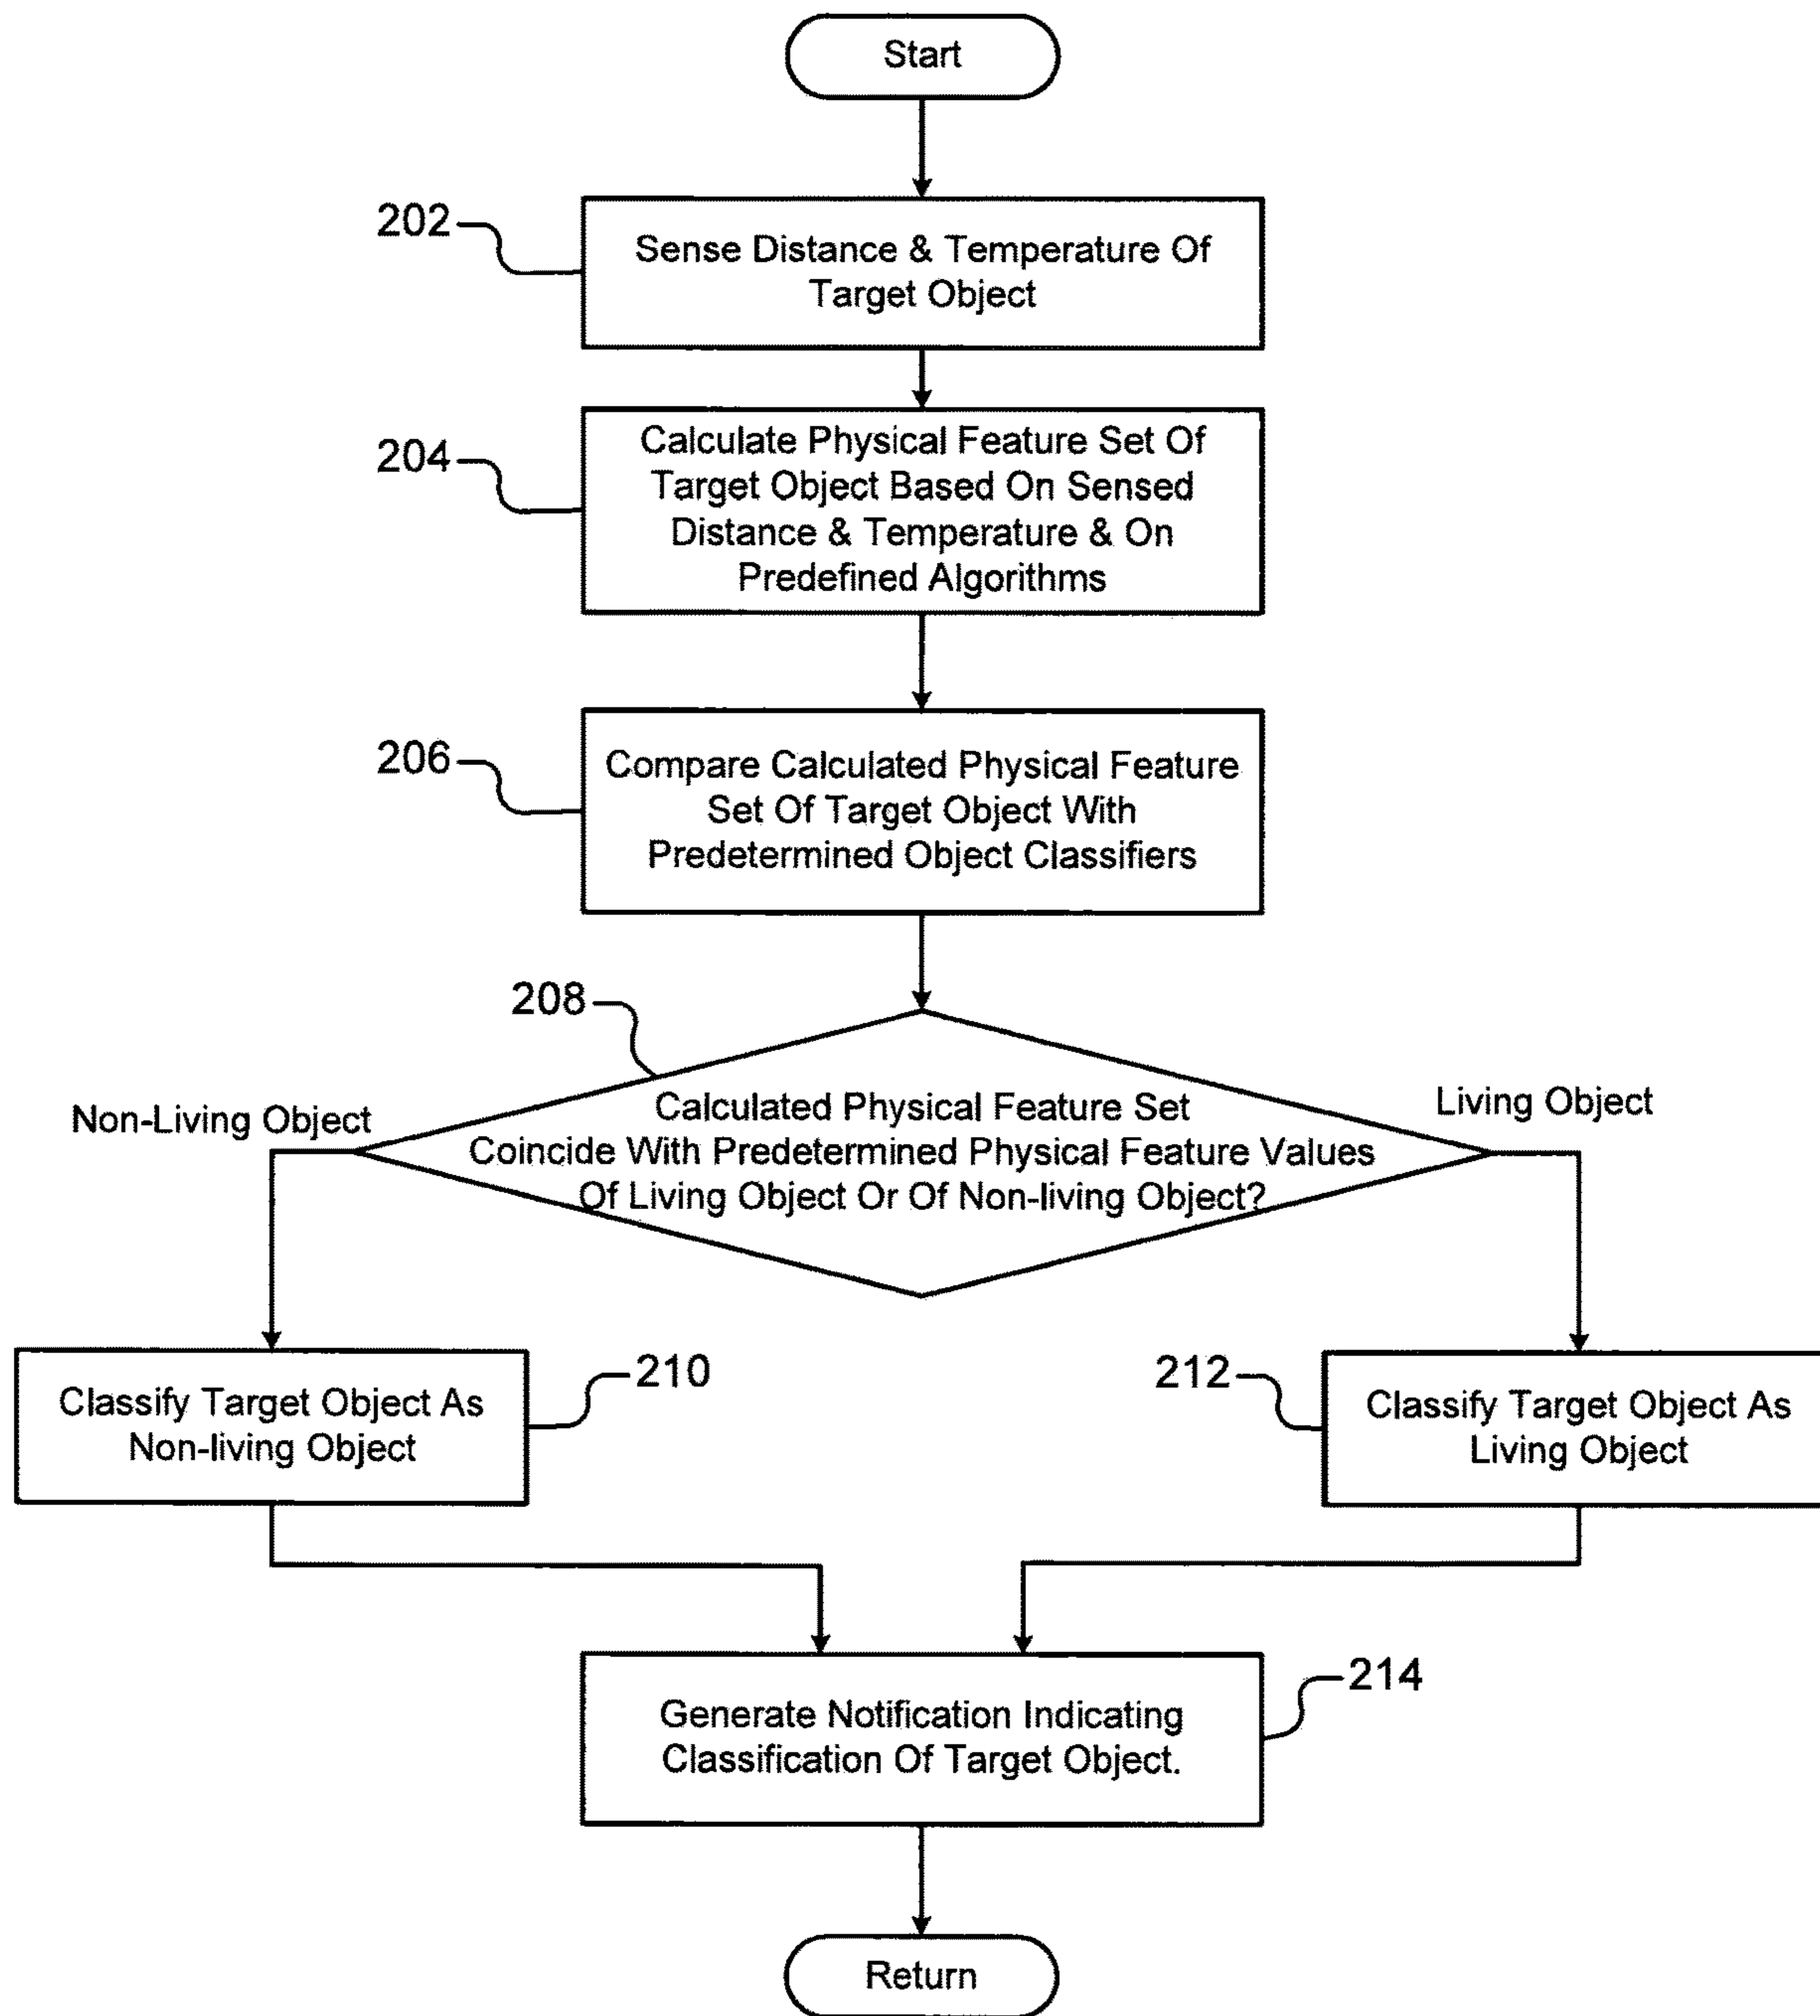 Start
202
Sense Distance & Temperature Of
Target Object
204
Calculate Physical Feature Set Of
Target Object Based On Sensed
Distance & Temperature & On
Predefined Algorithms
206
Compare Calculated Physical Feature
Set Of Target Object With
Predetermined Object Classifiers
208
Non-Living Object
Living Object
Calculated Physical Feature Set
Coincide With Predetermined Physical Feature Values
Of Living Object Or Of Non-living Object?
Classify Target Object As
Non-living Object
210
212
Classify Target Object As
Living Object
214
Generate Notification Indicating
Classification Of Target Object.
Return